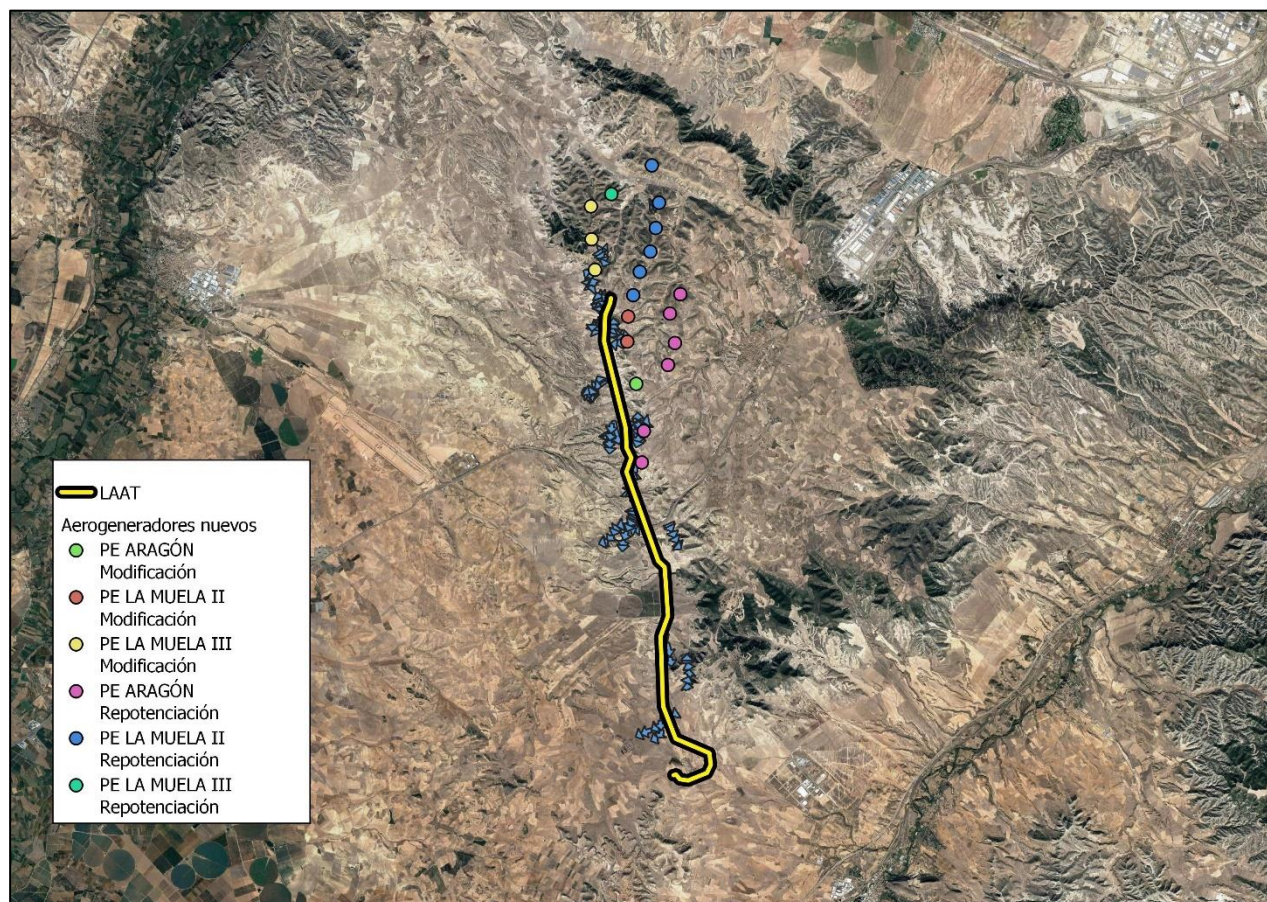 LAAT
Aerogeneradores nuevos
PE ARAGÓN
Modificación
PE LA MUELA II
Modificación
PE LA MUELA III
Modificación
PE ARAGÓN
Repotenciación
PE LA MUELA II
Repotenciación
PE LA MUELA III
Repotenciación